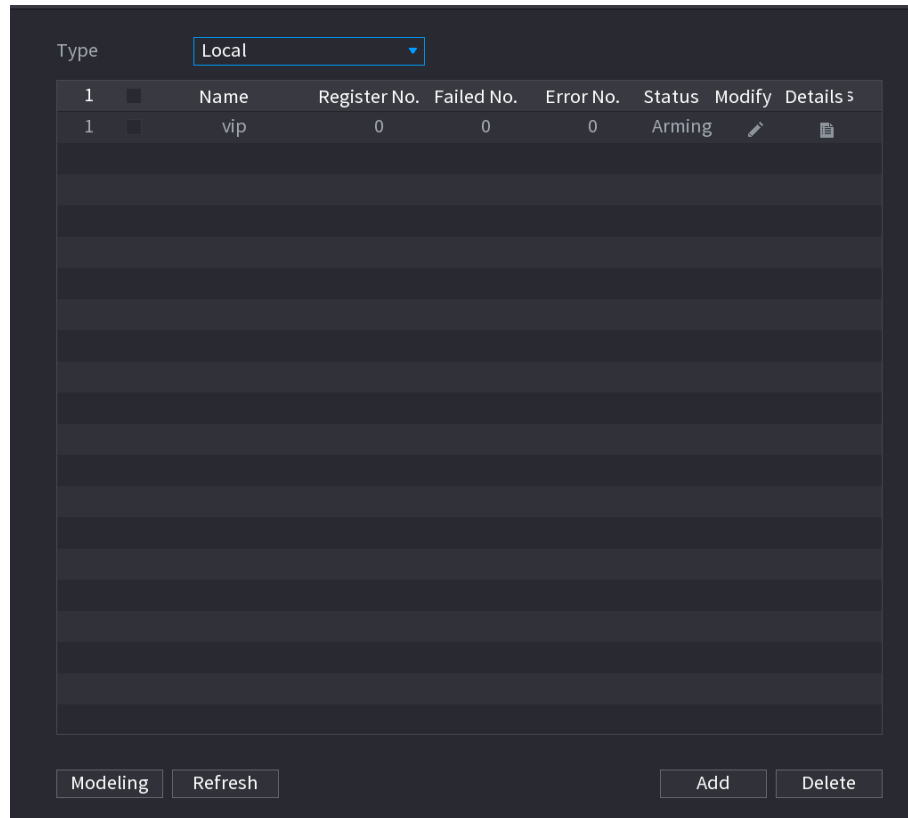 Type Local
1 Name Register No. Failed No. Error No. Status Modify Details s
1 vip 0 0 0 Arming
Modeling Refresh Add Delete